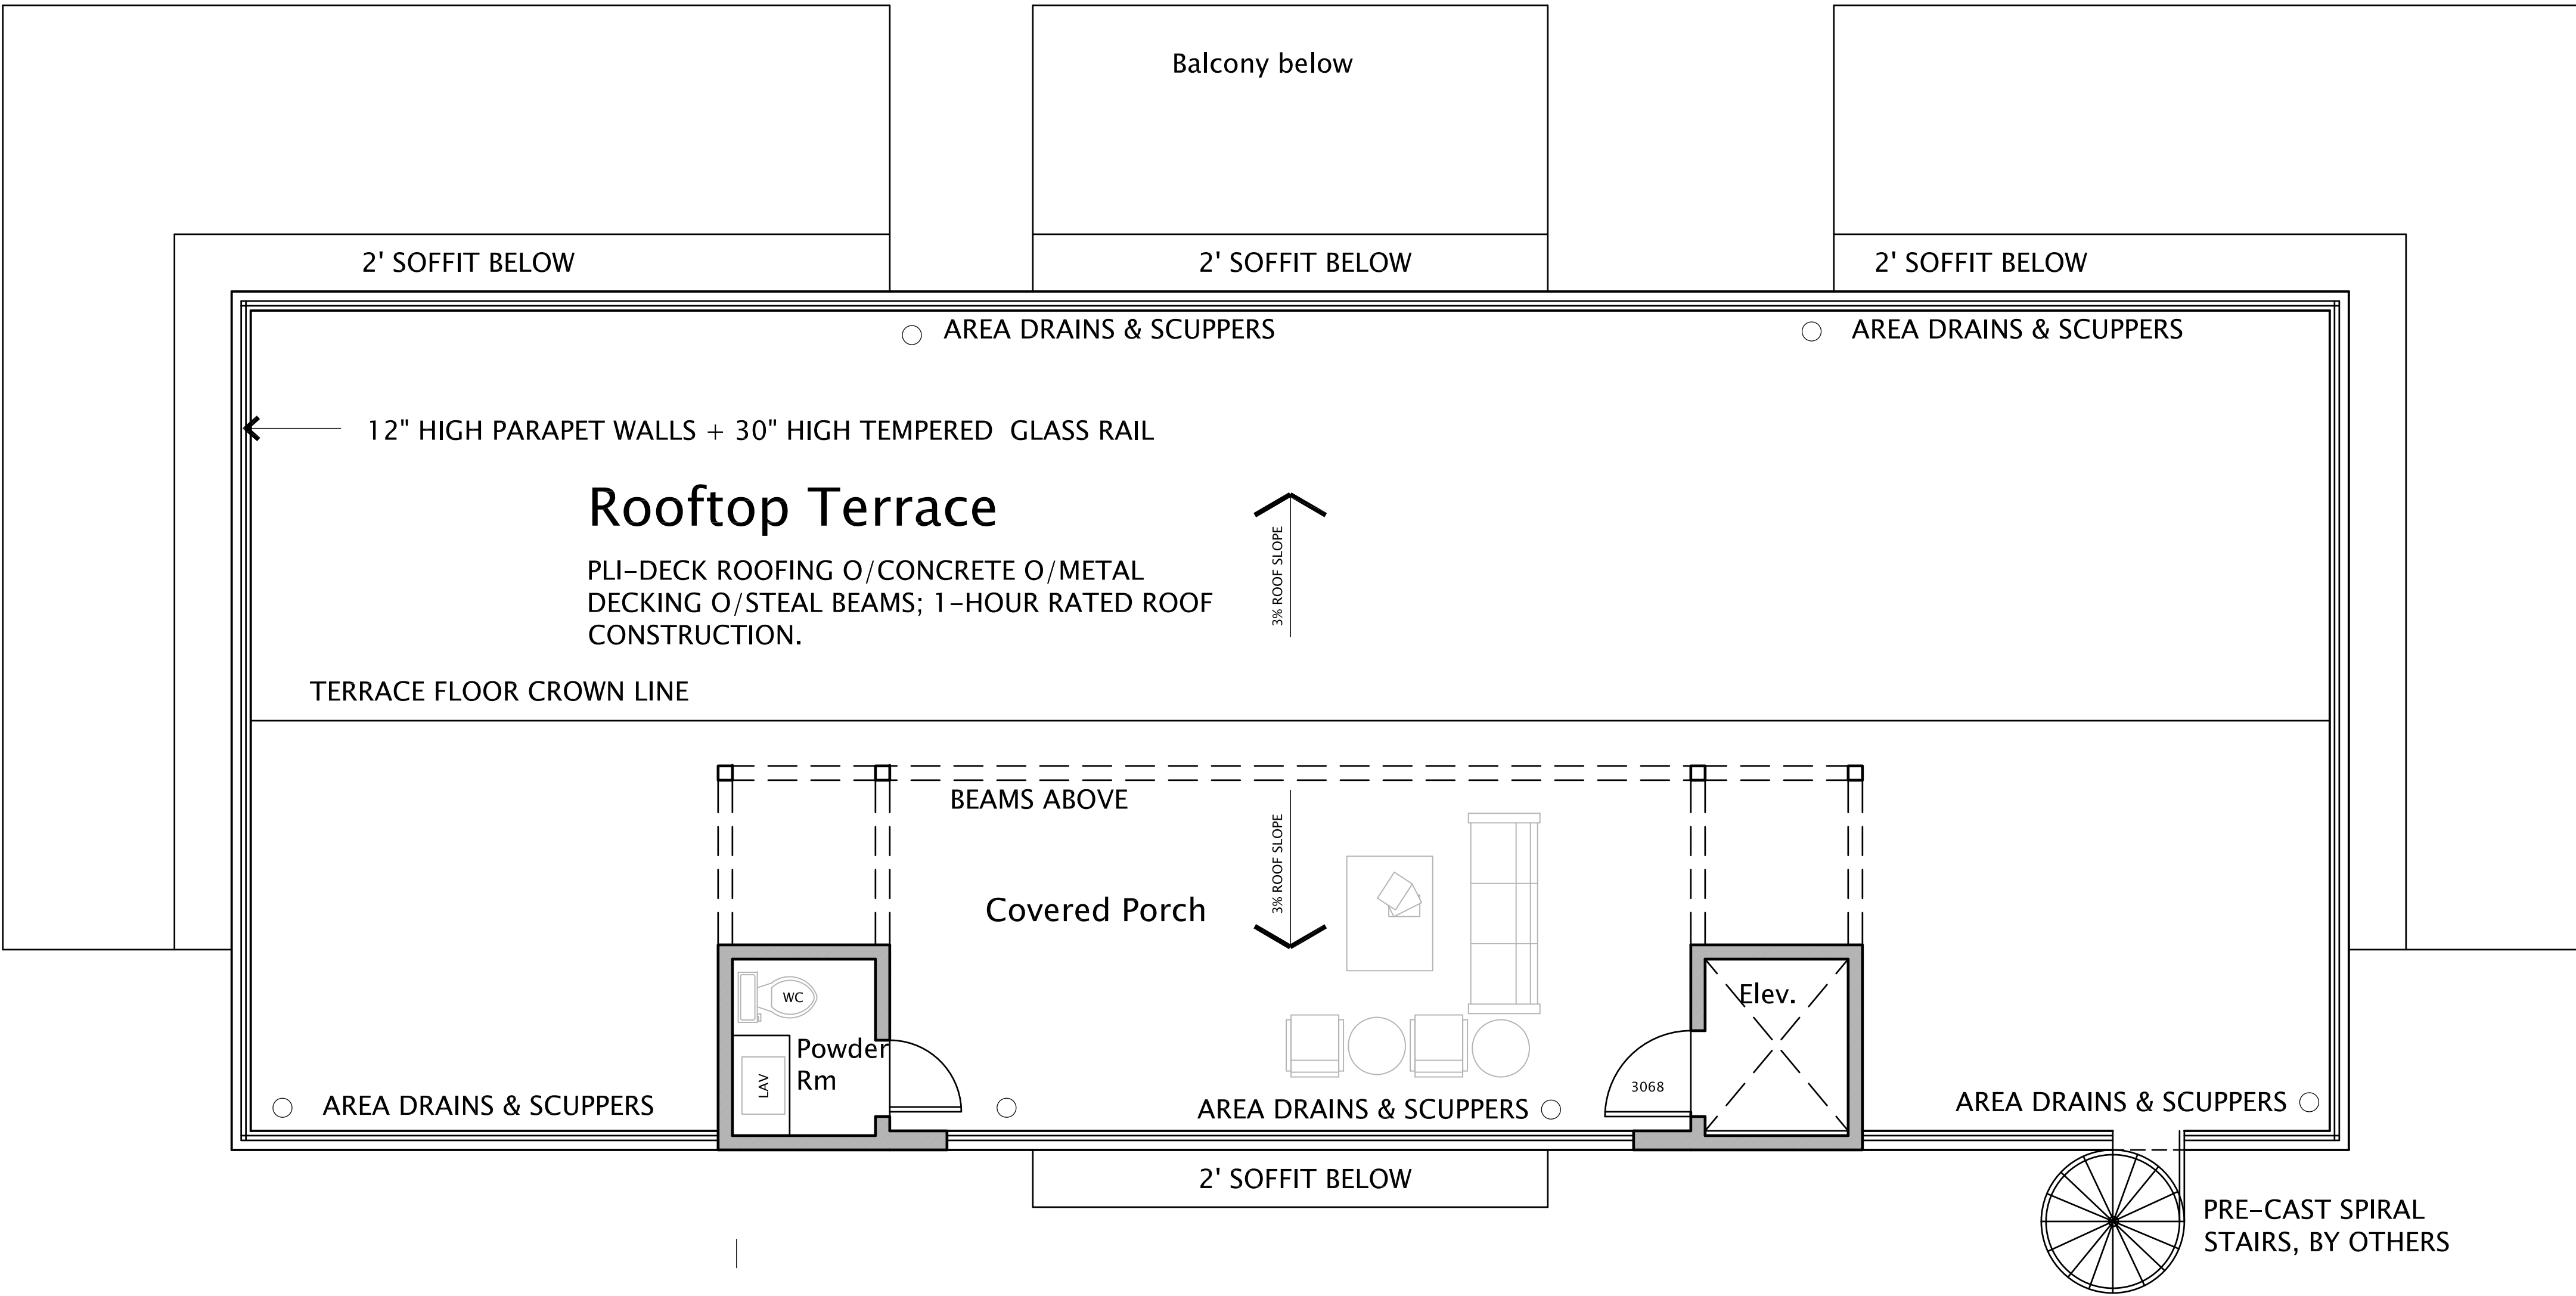 Balcony below
2' SOFFIT BELOW
2' SOFFIT BELOW
2' SOFFIT BELOW
AREA DRAINS & SCUPPERS
AREA DRAINS & SCUPPERS
12" HIGH PARAPET WALLS + 30" HIGH TEMPERED  GLASS RAIL
Rooftop Terrace
3% ROOF SLOPE
PLI-DECK ROOFING O/CONCRETE O/METAL
DECKING O/STEAL BEAMS; 1-HOUR RATED ROOF
CONSTRUCTION.
TERRACE FLOOR CROWN LINE
BEAMS ABOVE
3% ROOF SLOPE
Covered Porch
WC
Elev.
Powder
Rm
LAV
3068
AREA DRAINS & SCUPPERS
AREA DRAINS & SCUPPERS
AREA DRAINS & SCUPPERS
2' SOFFIT BELOW
PRE-CAST SPIRAL
STAIRS, BY OTHERS